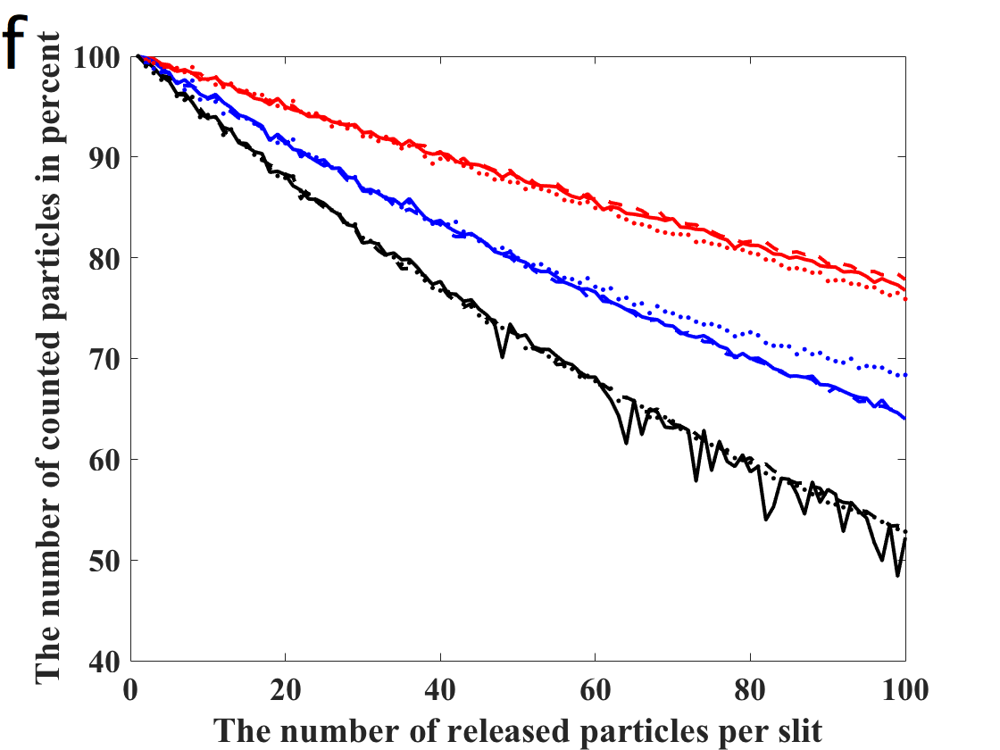 f
The number of counted particles in percent
100
90
80
70
60
50
40
0 20 40 60 80 100
The number of released particles per slit